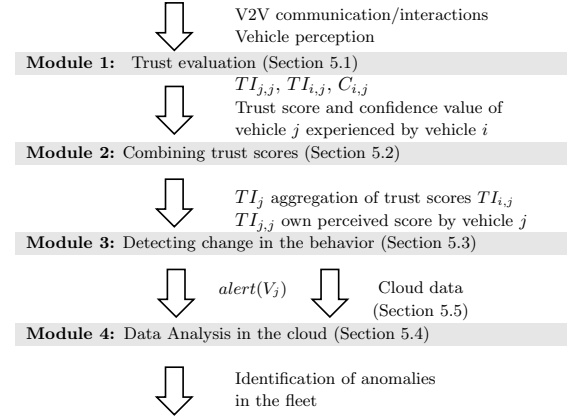 V2V communication/interactions
Vehicle perception
Module 1: Trust evaluation (Section 5.1)
TI_{j,j}, TI_{i,j}, C_{i,j}
Trust score and confidence value of
vehicle j experienced by vehicle i
Module 2: Combining trust scores (Section 5.2)
TI_j aggregation of trust scores TI_{i,j}
TI_{j,j} own perceived score by vehicle j
Module 3: Detecting change in the behavior (Section 5.3)
alert(V_j)
Cloud data
(Section 5.5)
Module 4: Data Analysis in the cloud (Section 5.4)
Identification of anomalies
in the fleet